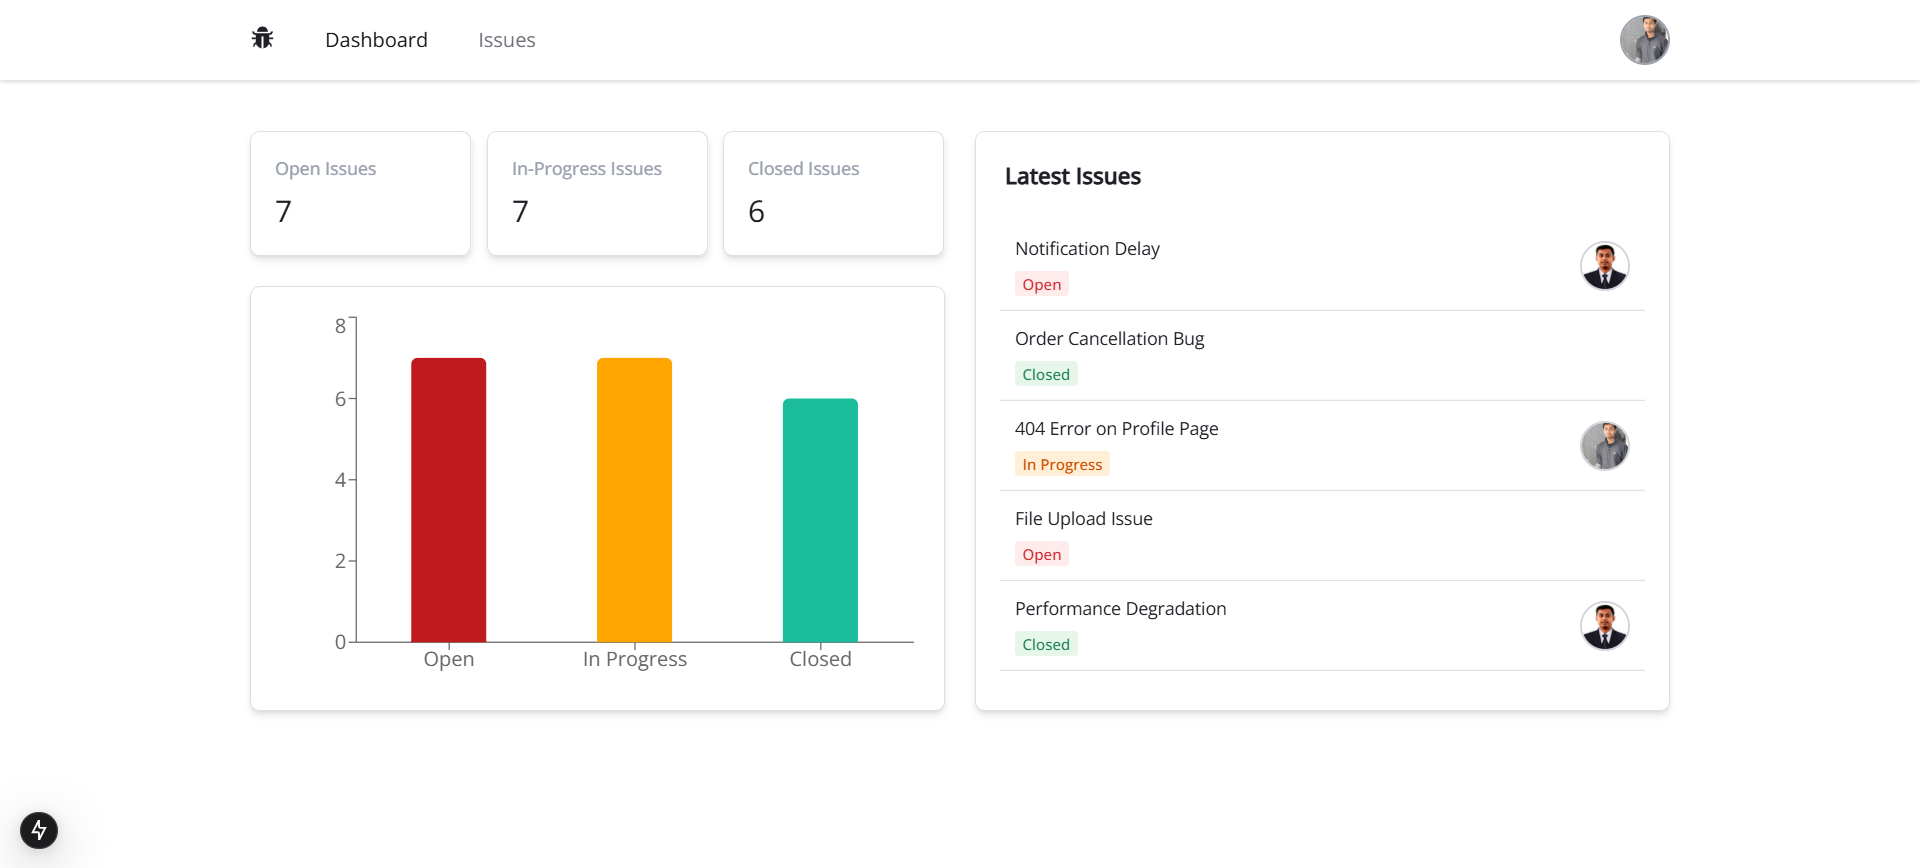 Dashboard
Issues
Open Issues
7
In-Progress Issues
7
Closed Issues
6
8
6
4
2
0
Open
In Progress
Closed
Latest Issues
Notification Delay
Open
Order Cancellation Bug
Closed
404 Error on Profile Page
In Progress
File Upload Issue
Open
Performance Degradation
Closed